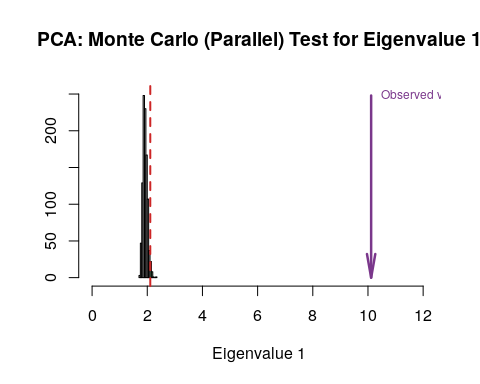 PCA: Monte Carlo (Parallel) Test for Eigenvalue 1
Observed v
200
100
50
0
0 2 4 6 8 10 12
Eigenvalue 1